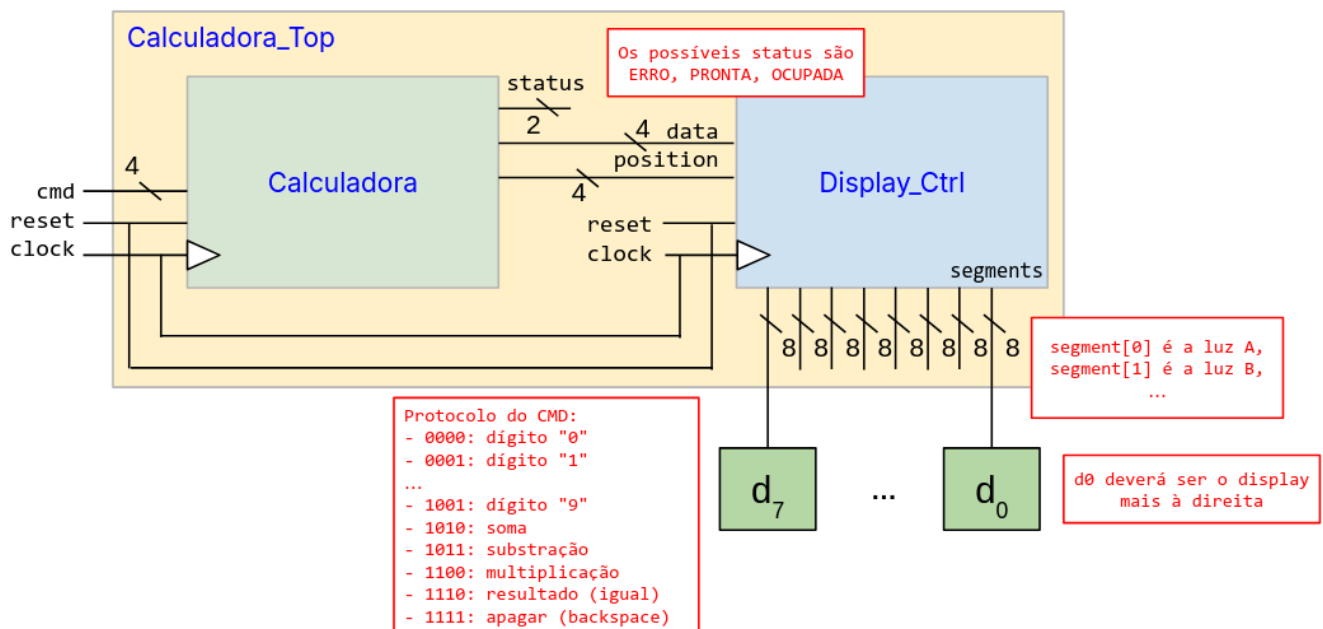 Calculadora_Top
Os possíveis status são
ERRO, PRONTA, OCUPADA
status
2
4 data
position
4
4
cmd
reset
clock
Calculadora
Display_Ctrl
reset
clock
segments
8 8 8 8 8 8 8 8
segment[0] é a luz A,
segment[1] é a luz B,
...
Protocolo do CMD:
- 0000: dígito "0"
- 0001: dígito "1"
...
- 1001: dígito "9"
- 1010: soma
- 1011: substração
- 1100: multiplicação
- 1110: resultado (igual)
- 1111: apagar (backspace)
d7
...
d0
d0 deverá ser o display
mais à direita